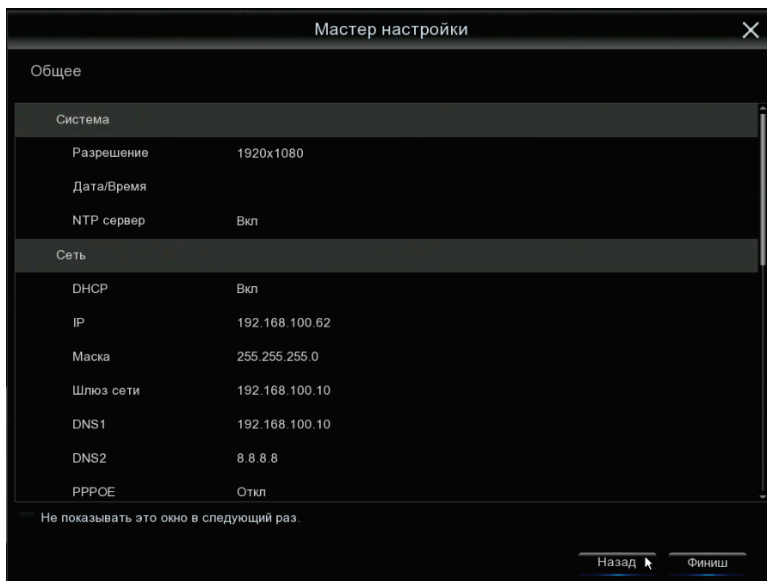 Мастер настройки
Общее
Система
Разрешение 1920x1080
Дата/Время
NTP сервер Вкл
Сеть
DHCP Вкл
IP 192.168.100.62
Маска 255.255.255.0
Шлюз сети 192.168.100.10
DNS1 192.168.100.10
DNS2 8.8.8.8
PPPOE Откл
Не показывать это окно в следующий раз.
Назад Финиш